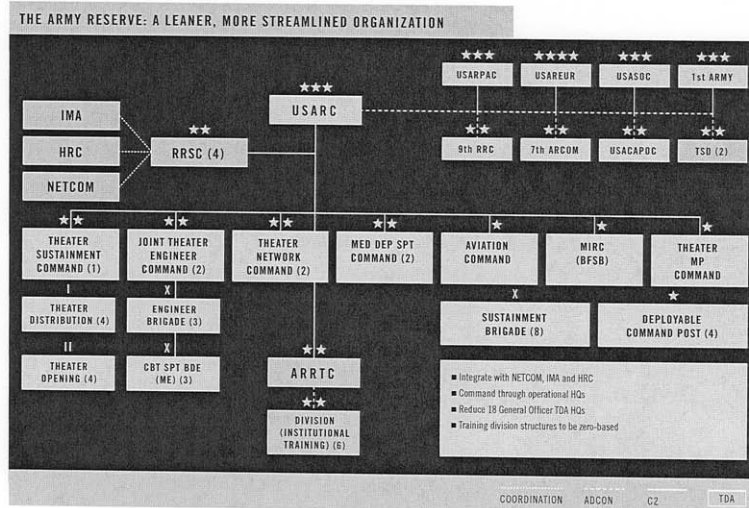 THE ARMY RESERVE: A LEANER, MORE STREAMLINED ORGANIZATION
USARPAC
USAREUR
USASOC
1st ARMY
USARC
IMA
HRC
NETCOM
RRSC (4)
9th RRC
7th ARCOM
USACAPOC
TSD (2)
THEATER
SUSTAINMENT
COMMAND (1)
JOINT THEATER
ENGINEER
COMMAND (2)
THEATER
NETWORK
COMMAND (2)
MED DEP SPT
COMMAND (2)
AVIATION
COMMAND
MIRC
(BFSB)
THEATER
MP
COMMAND
I
THEATER
DISTRIBUTION (4)
X
ENGINEER
BRIGADE (3)
X
SUSTAINMENT
BRIGADE (8)
DEPLOYABLE
COMMAND POST (4)
II
THEATER
OPENING (4)
X
CBT SPT BDE
(ME) (3)
ARRTC
DIVISION
(INSTITUTIONAL
TRAINING) (6)
■ Integrate with NETCOM, IMA and HRC
■ Command through operational HQs
■ Reduce 18 General Officer TDA HQs
■ Training division structures to be zero-based
COORDINATION
ADCON
C2
TDA